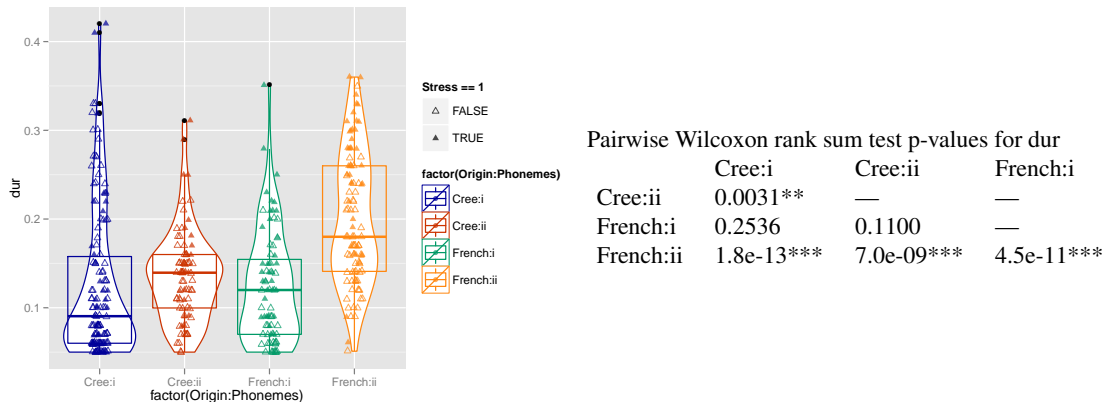 0.4
0.3
0.2
0.1
dur
Cree:i Cree:ii French:i French:ii
factor(Origin:Phonemes)
Stress == 1
FALSE
TRUE
factor(Origin:Phonemes)
Cree:i
Cree:ii
French:i
French:ii
Pairwise Wilcoxon rank sum test p-values for dur
Cree:i Cree:ii French:i
Cree:ii 0.0031** — —
French:i 0.2536 0.1100 —
French:ii 1.8e-13*** 7.0e-09*** 4.5e-11***